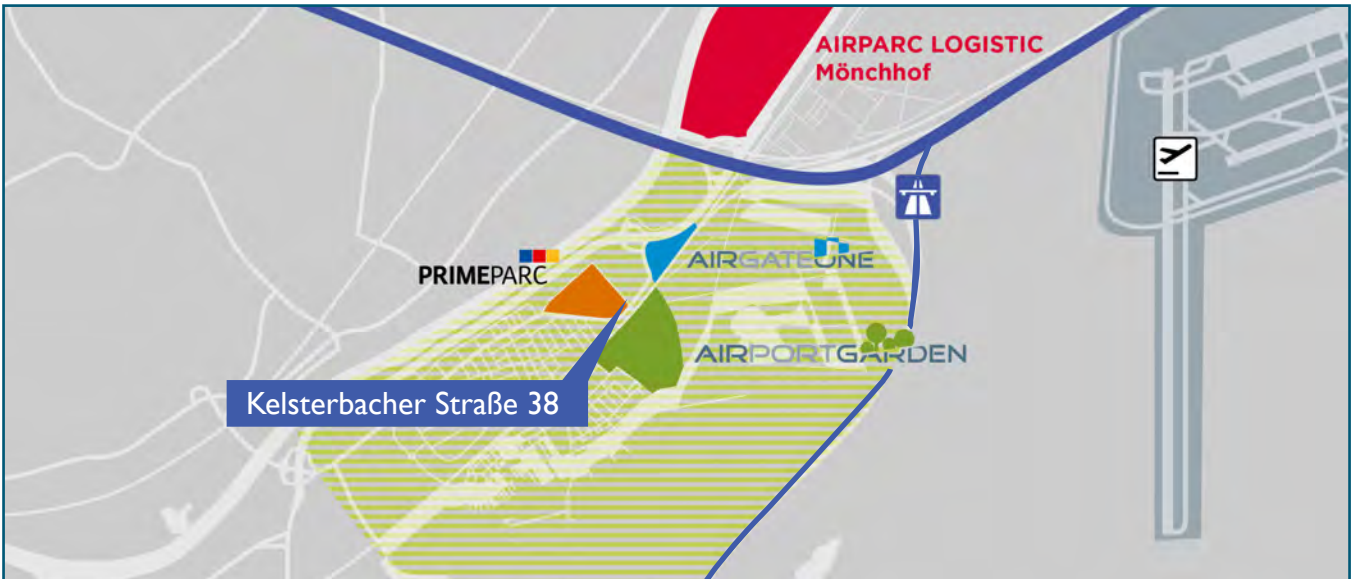 AIRPARC LOGISTIC
Mönchhof
PRIMEPARC
AIRGATEONE
AIRPORTGARDEN
Kelsterbacher Straße 38